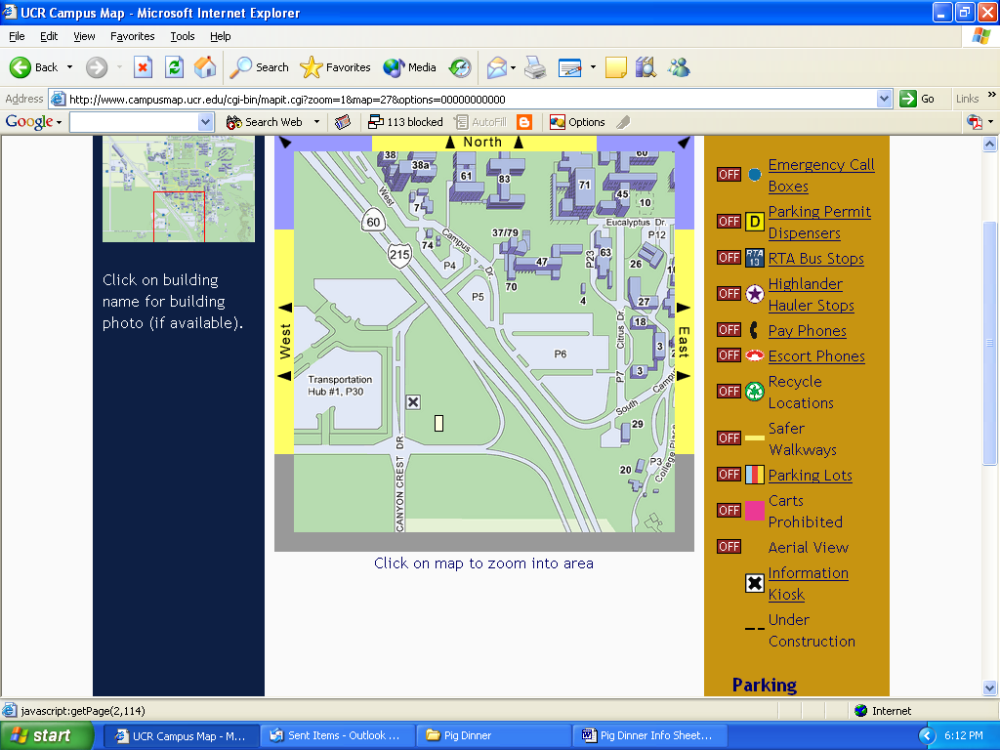 UCR Campus Map - Microsoft Internet Explorer
File Edit View Favorites Tools Help
Back Search Favorites Media
Address http://www.campusmap.ucr.edu/cgi-bin/mapit.cgi?zoom=1&map=27&options=00000000000 Go Links »
Google Search Web 113 blocked AutoFill Options
North
38
38a
61
83
71
60
45
10
West
7
60
Eucalyptus Dr.
Campus
37/79
P12
74
215
P4
Dr.
47
P23
63
26
70
P5
4
27
Citrus Dr.
18
West
East
P6
3
Transportation
Hub #1, P30
P7
3
Campus
South
29
CANYON CREST DR.
20
P3
College Place
Click on map to zoom into area
Click on building
name for building
photo (if available).
OFF Emergency Call
Boxes
OFF D Parking Permit
Dispensers
OFF RTA 13 RTA Bus Stops
OFF Highlander
Hauler Stops
OFF Pay Phones
OFF Escort Phones
OFF Recycle
Locations
OFF Safer
Walkways
OFF Parking Lots
OFF Carts
Prohibited
OFF Aerial View
Information
Kiosk
Under
Construction
Parking
javascript:getPage(2,114) Internet
start UCR Campus Map - M... Sent Items - Outlook ... Pig Dinner Pig Dinner Info Sheet... 6:12 PM